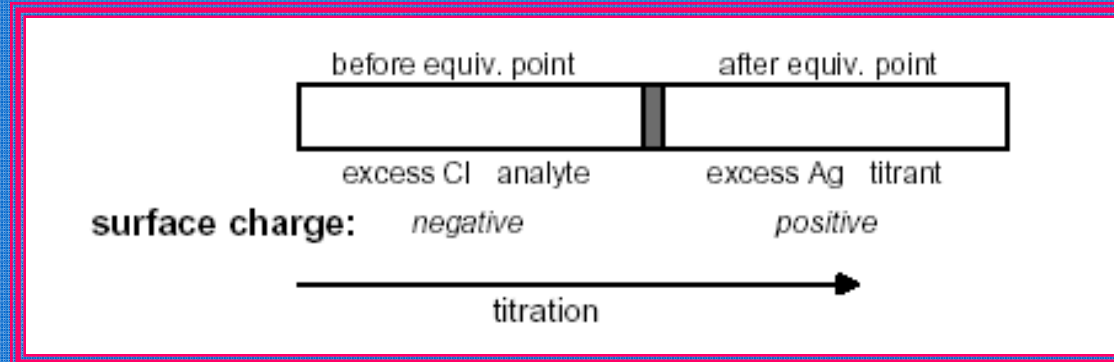 before equiv. point after equiv. point
excess Cl analyte excess Ag titrant
surface charge: negative positive
titration